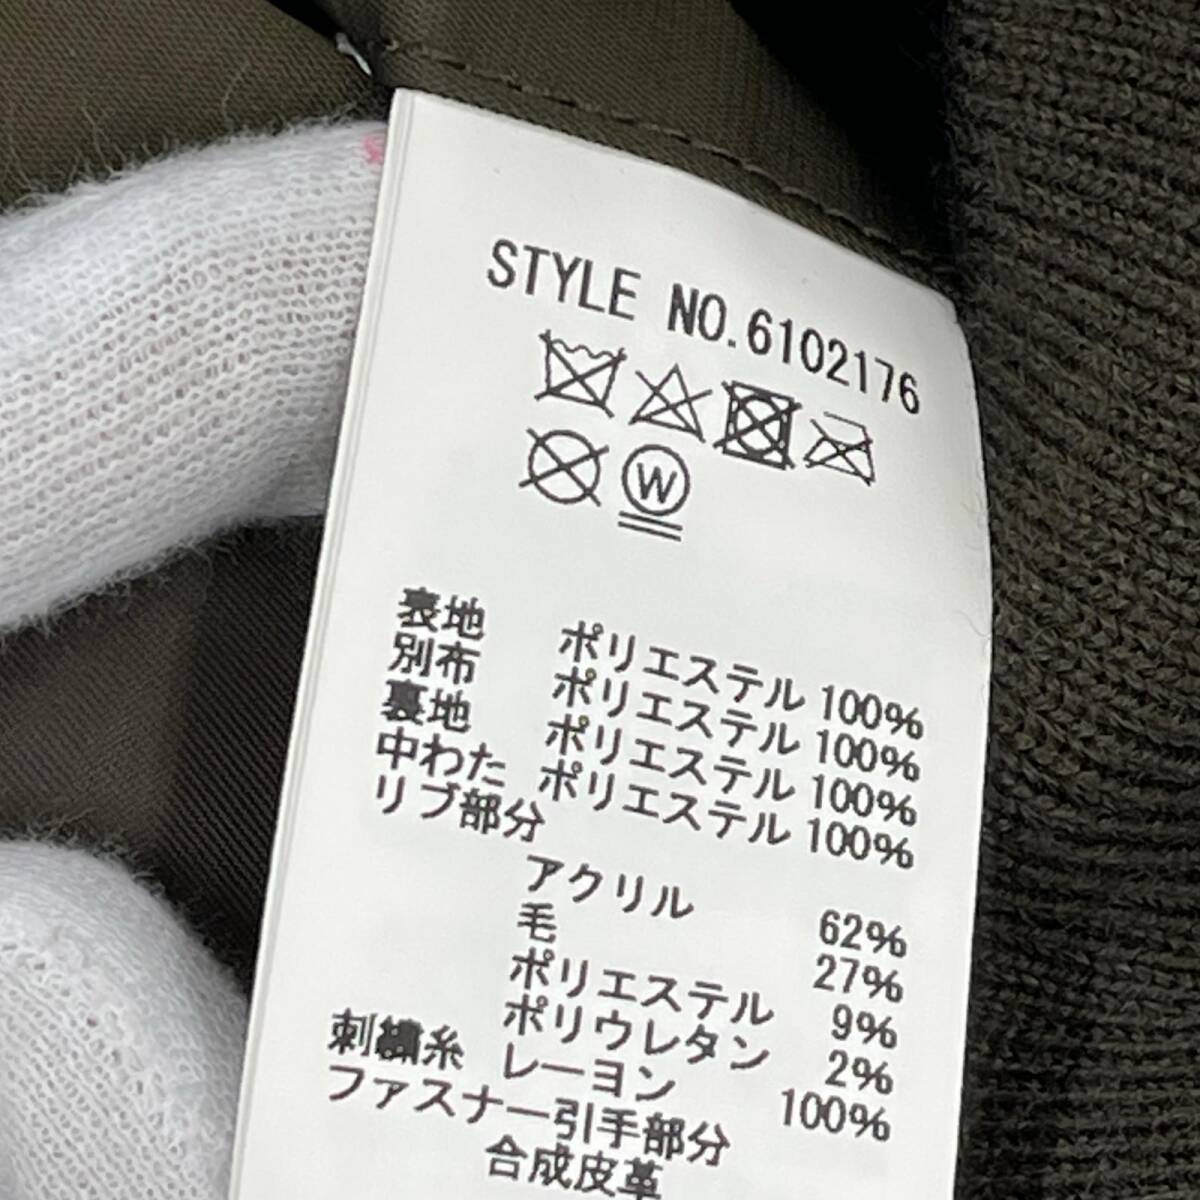 STYLE NO.6102176
W
表地 ポリエステル 100%
別布 ポリエステル 100%
裏地 ポリエステル 100%
中わた ポリエステル 100%
リブ部分
アクリル 62%
毛 27%
ポリエステル 9%
ポリウレタン 2%
刺繍糸 レーヨン 100%
ファスナー引手部分
合成皮革